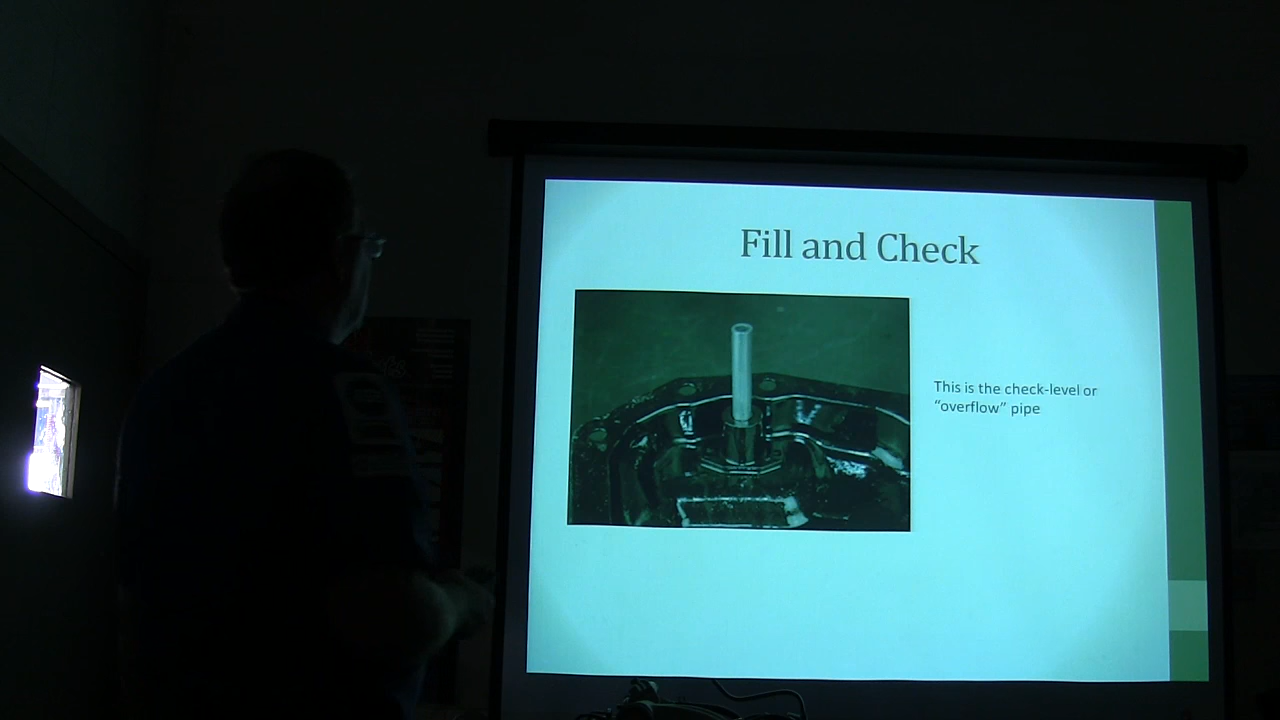 Fill and Check
This is the check-level or
“overflow” pipe